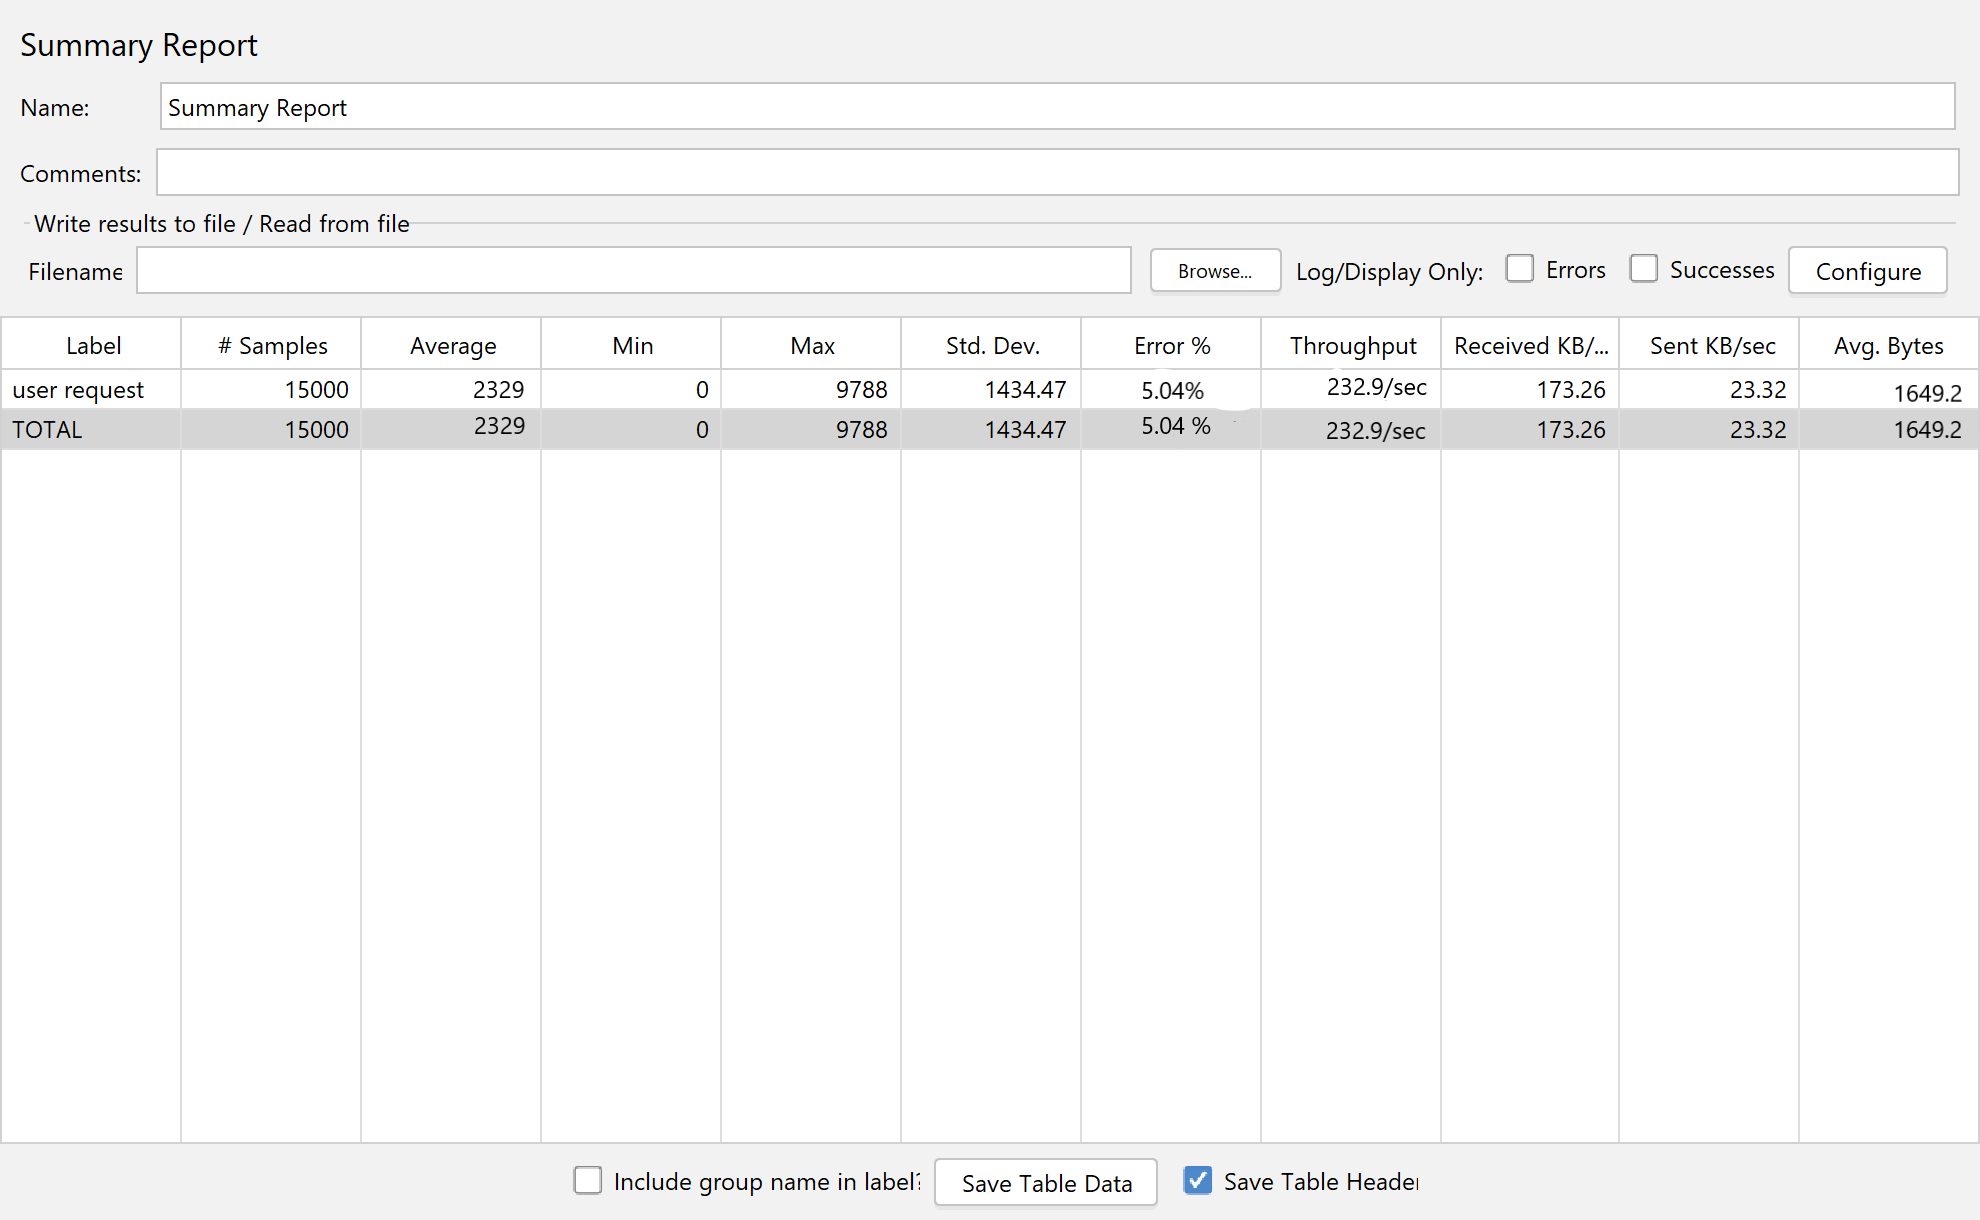 Summary Report
Name: Summary Report
Comments:
Write results to file / Read from file
Filename Browse... Log/Display Only: Errors Successes Configure
Label # Samples Average Min Max Std. Dev. Error % Throughput Received KB/... Sent KB/sec Avg. Bytes
user request 15000 2329 0 9788 1434.47 5.04% 232.9/sec 173.26 23.32 1649.2
TOTAL 15000 2329 0 9788 1434.47 5.04 % 232.9/sec 173.26 23.32 1649.2
Include group name in label? Save Table Data Save Table Header